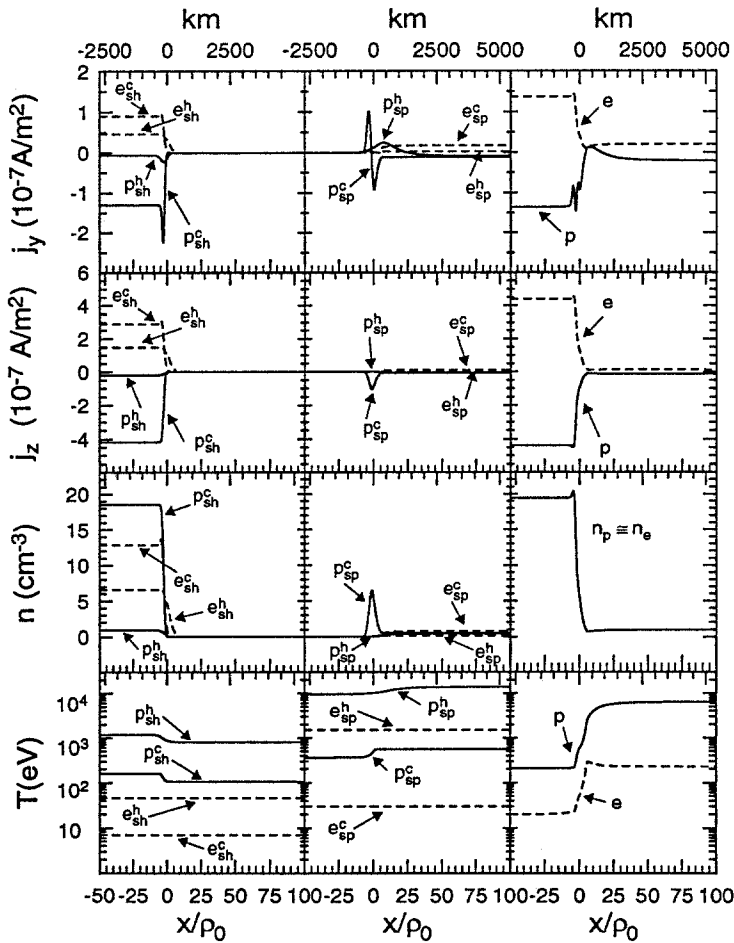 km km km
-2500 0 2500 -2500 0 2500 5000 0 2500 5000
j_y (10^-7 A/m^2)
2
1
0
-1
-2
e^c_sh
e^h_sh
p^h_sh
p^c_sh
p^h_sp
e^c_sp
p^c_sp
e^h_sp
e
p
j_z (10^-7 A/m^2)
6
4
2
0
-2
-4
e^c_sh
e^h_sh
p^h_sh
p^c_sh
p^h_sp
e^c_sp
p^c_sp
e^h_sp
e
p
n (cm^-3)
20
15
10
5
0
p^c_sh
e^c_sh
e^h_sh
p^h_sh
p^c_sp
e^c_sp
p^h_sp
e^h_sp
n_p ≅ n_e
T(eV)
10^4
10^3
10^2
10
p^h_sh
p^c_sh
e^h_sh
e^c_sh
e^h_sp
p^h_sp
p^c_sp
e^c_sp
p
e
-50 -25 0 25 50 75 100 -25 0 25 50 75 100 -25 0 25 50 75 100
x/ρ_0 x/ρ_0 x/ρ_0